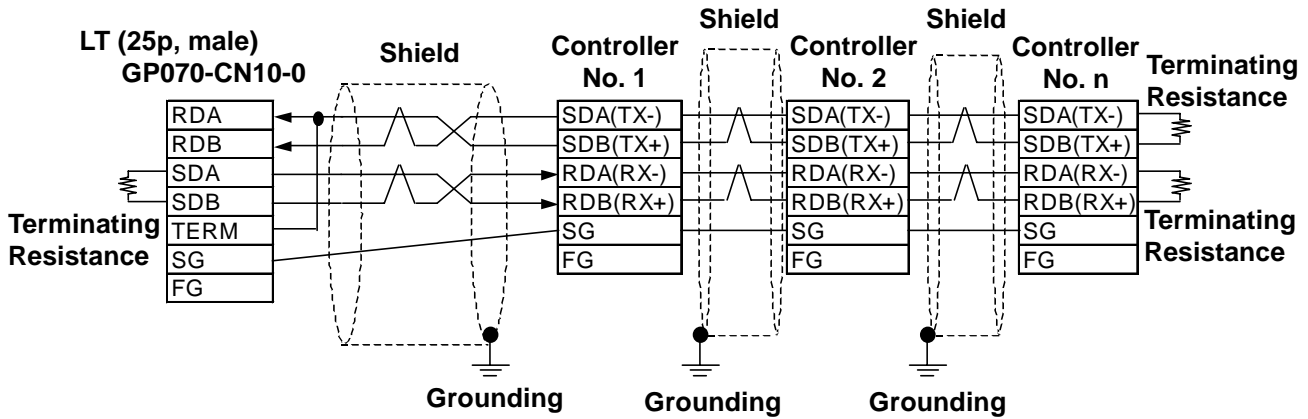 LT (25p, male)
GP070-CN10-0
RDA
RDB
SDA
SDB
TERM
SG
FG
Terminating
Resistance
Shield
Controller
No. 1
SDA(TX-)
SDB(TX+)
RDA(RX-)
RDB(RX+)
SG
FG
Shield
Controller
No. 2
SDA(TX-)
SDB(TX+)
RDA(RX-)
RDB(RX+)
SG
FG
Shield
Controller
No. n
SDA(TX-)
SDB(TX+)
RDA(RX-)
RDB(RX+)
SG
FG
Terminating
Resistance
Terminating
Resistance
Grounding
Grounding
Grounding